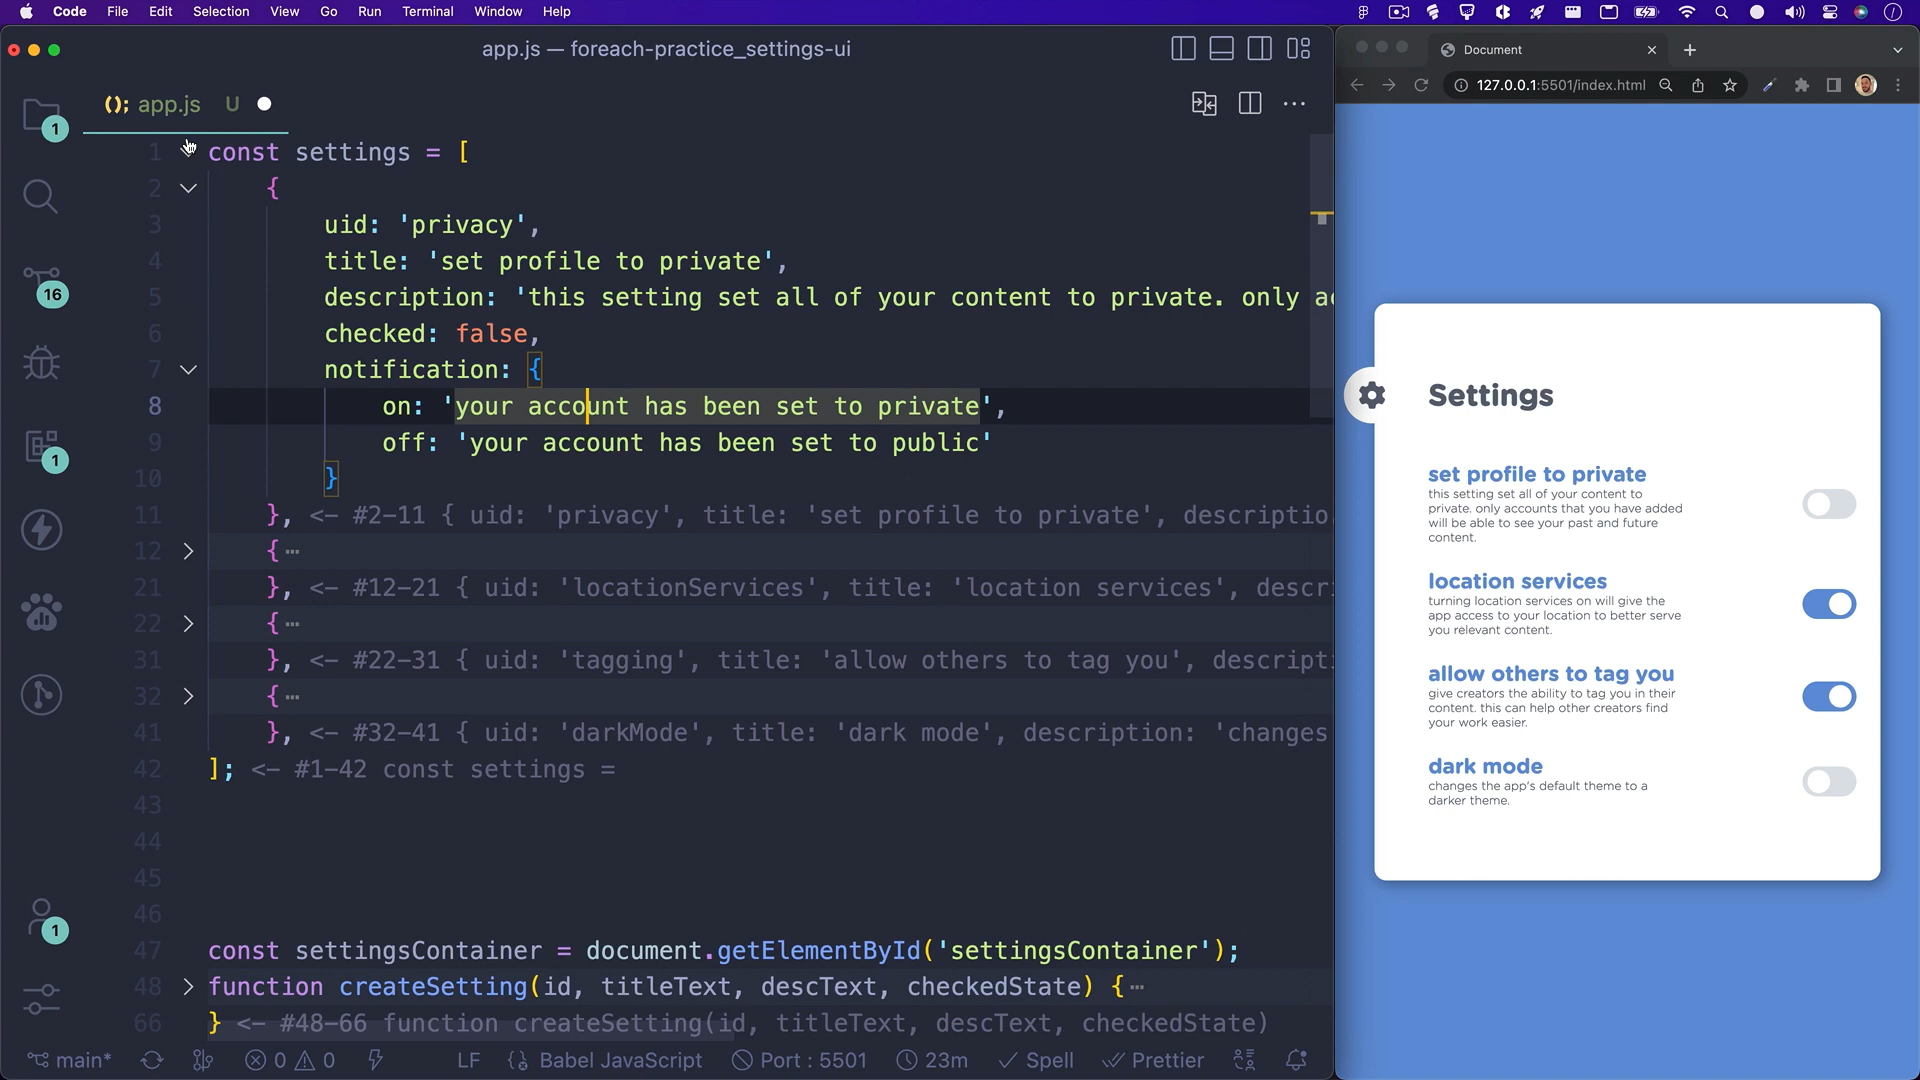 Code File Edit Selection View Go Run Terminal Window Help
app.js — foreach-practice_settings-ui
(); app.js U
1 const settings = [
2 {
3 uid: 'privacy',
4 title: 'set profile to private',
5 description: 'this setting set all of your content to private. only a
6 checked: false,
7 notification: {
8 on: 'your account has been set to private',
9 off: 'your account has been set to public'
10 }
11 }, <- #2-11 { uid: 'privacy', title: 'set profile to private', descriptio
12 {…
21 }, <- #12-21 { uid: 'locationServices', title: 'location services', descr
22 {…
31 }, <- #22-31 { uid: 'tagging', title: 'allow others to tag you', descript
32 {…
41 }, <- #32-41 { uid: 'darkMode', title: 'dark mode', description: 'changes
42 ]; <- #1-42 const settings =
43
44
45
46
47 const settingsContainer = document.getElementById('settingsContainer');
48 function createSetting(id, titleText, descText, checkedState) {…
66 } <- #48-66 function createSetting(id, titleText, descText, checkedState)
1
16
1
1
main* 0 0 LF {} Babel JavaScript Port : 5501 23m Spell Prettier
Document
127.0.0.1:5501/index.html
Settings
set profile to private
this setting set all of your content to
private. only accounts that you have added
will be able to see your past and future
content.
location services
turning location services on will give the
app access to your location to better serve
you relevant content.
allow others to tag you
give creators the ability to tag you in their
content. this can help other creators find
your work easier.
dark mode
changes the app's default theme to a
darker theme.